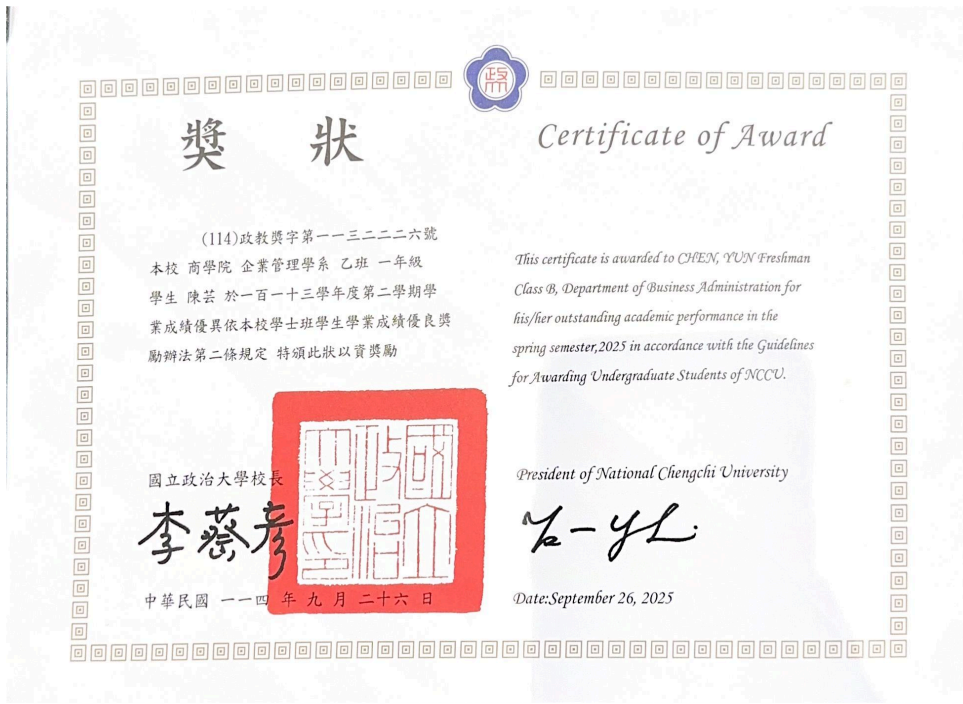 政
獎 狀
(114)政教獎字第一一三二二二六號
本校 商學院 企業管理學系 乙班 一年級
學生 陳芸 於一百一十三學年度第二學期學
業成績優異依本校學士班學生學業成績優良獎
勵辦法第二條規定 特頒此狀以資獎勵
國立政治大學校長
李蔡彥
國立政治大學印
中華民國 一一四 年 九 月 二十六 日
Certificate of Award
This certificate is awarded to CHEN, YUN Freshman
Class B, Department of Business Administration for
his/her outstanding academic performance in the
spring semester,2025 in accordance with the Guidelines
for Awarding Undergraduate Students of NCCU.
President of National Chengchi University
Date:September 26, 2025